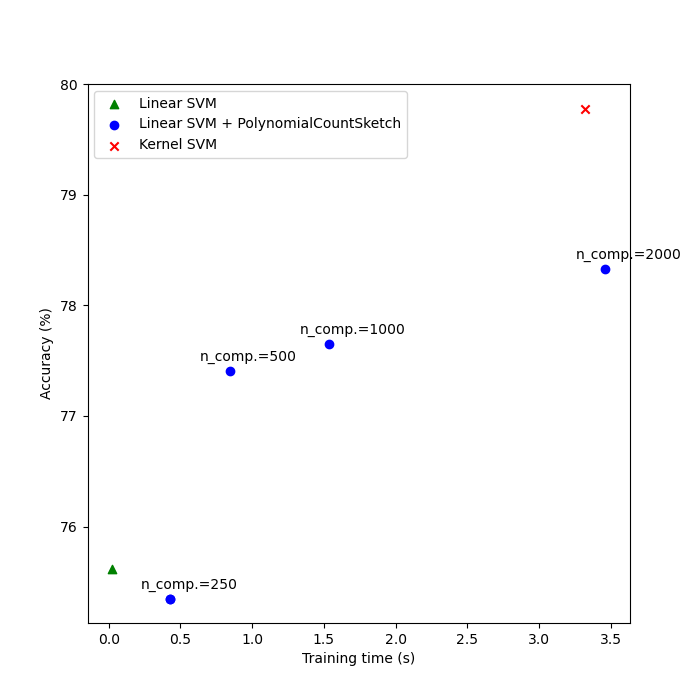 Linear SVM
Linear SVM + PolynomialCountSketch
Kernel SVM
80
79
78
77
76
Accuracy (%)
n_comp.=2000
n_comp.=1000
n_comp.=500
n_comp.=250
0.0 0.5 1.0 1.5 2.0 2.5 3.0 3.5
Training time (s)